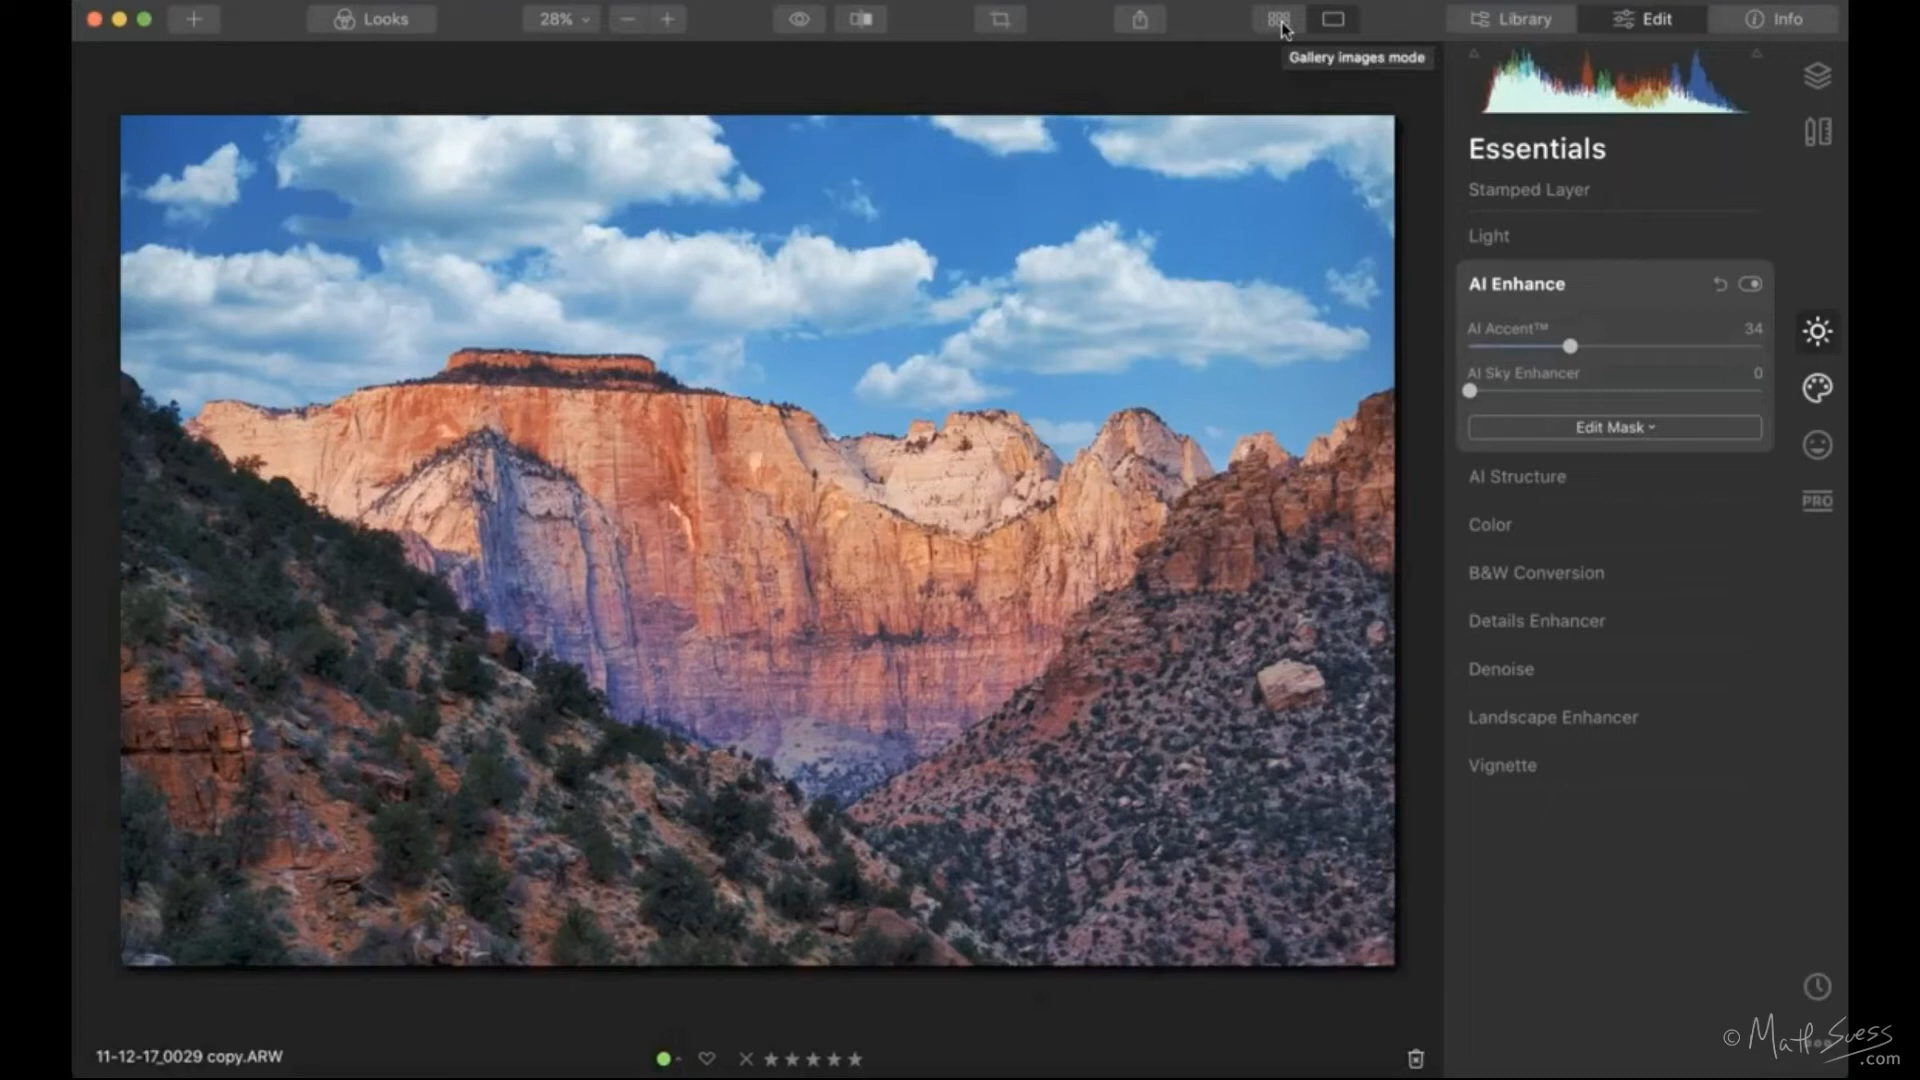 Looks
28%
Library
Edit
Info
Gallery images mode
Essentials
Stamped Layer
Light
AI Enhance
AI Accent™ 34
AI Sky Enhancer 0
Edit Mask
AI Structure
Color
PRO
B&W Conversion
Details Enhancer
Denoise
Landscape Enhancer
Vignette
11-12-17_0029 copy.ARW
© Matt Suess
.com